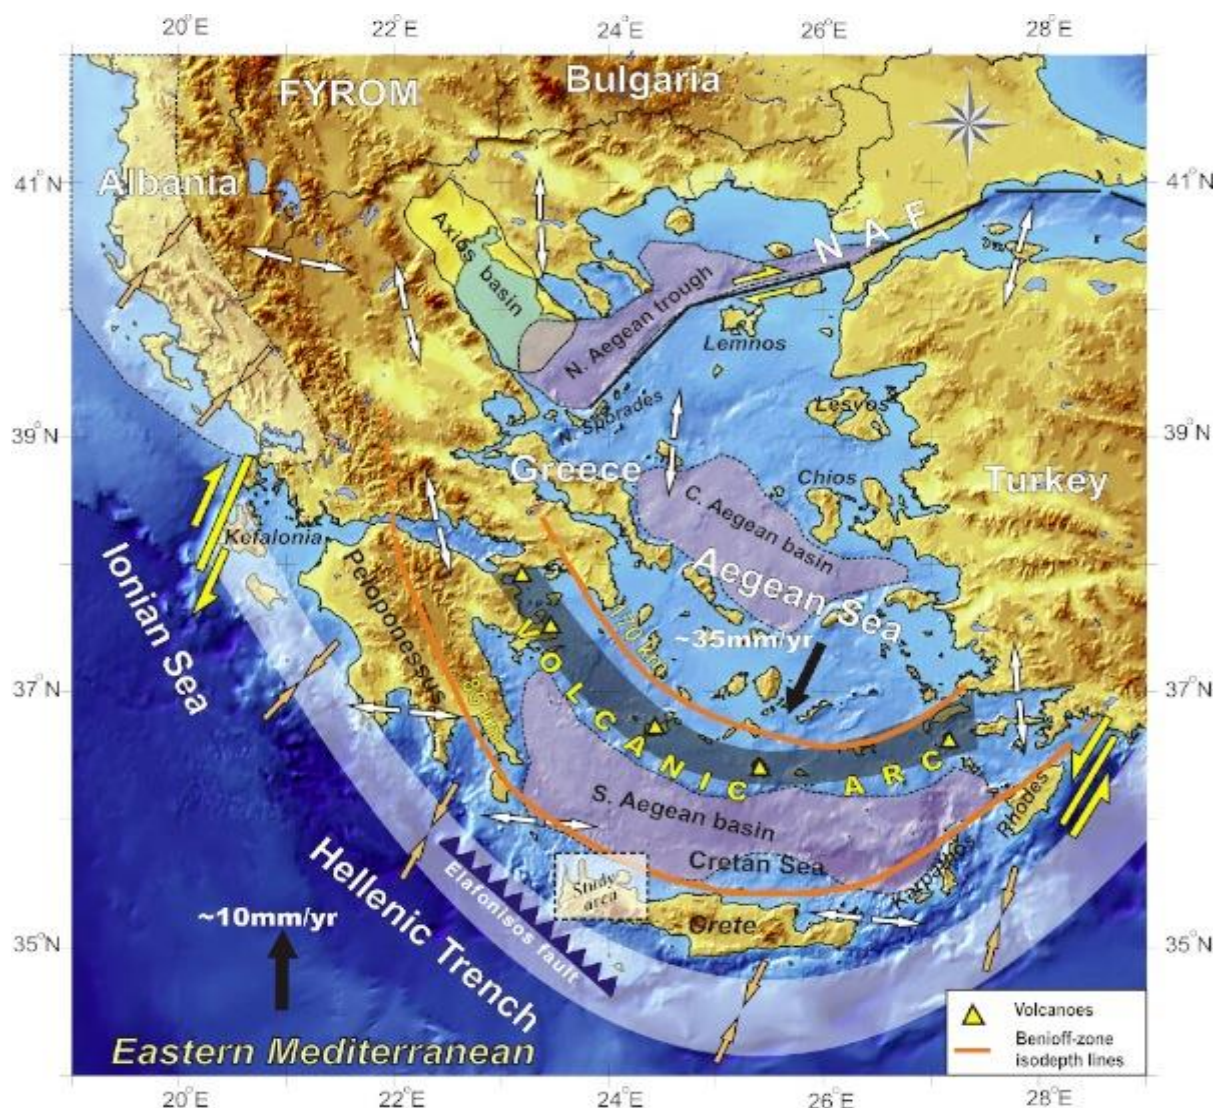 20°E
22°E
24°E
26°E
28°E
Bulgaria
FYROM
41°N
41°N
Albania
N A F
Axios
basin
N. Aegean trough
Lemnos
N. Sporades
Lesvos
39°N
39°N
Greece
Turkey
Chios
C. Aegean basin
Kefalonia
Ionian Sea
Peloponessus
Aegean Sea
170 km
~35mm/yr
37°N
37°N
VOLCANIC ARC
S. Aegean basin
Rhodes
Cretan Sea
Karpathos
Study
area
Hellenic Trench
Elafonisos fault
Crete
~10mm/yr
35°N
35°N
Eastern Mediterranean
Volcanoes
Benioff-zone
isodepth lines
20°E
22°E
24°E
26°E
28°E